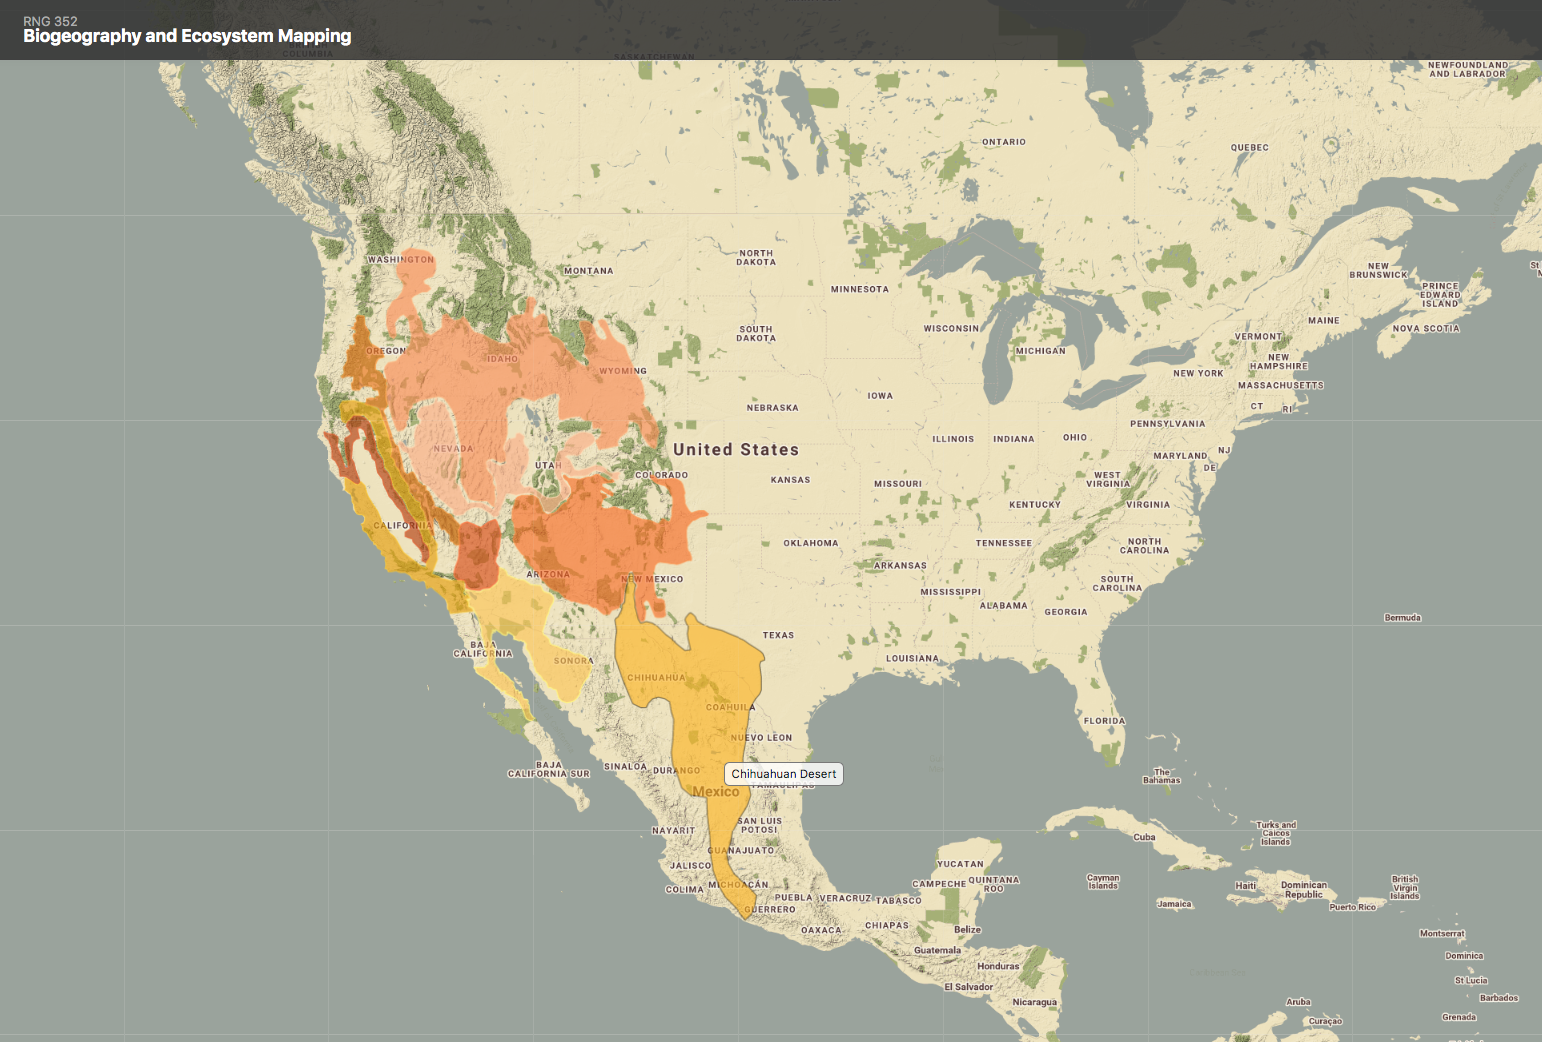 RNG 352
Biogeography and Ecosystem Mapping
SASKATCHEWAN
COLUMBIA
NEWFOUNDLAND
AND LABRADOR
ONTARIO
QUEBEC
WASHINGTON
MONTANA
NORTH
DAKOTA
MINNESOTA
NEW
BRUNSWICK
PRINCE
EDWARD
ISLAND
St
MAINE
NOVA SCOTIA
SOUTH
DAKOTA
WISCONSIN
MICHIGAN
VERMONT
NEW
HAMPSHIRE
OREGON
IDAHO
WYOMING
NEW YORK
MASSACHUSETTS
CT
RI
IOWA
NEBRASKA
PENNSYLVANIA
United States
ILLINOIS
INDIANA
OHIO
MARYLAND
NJ
DE
NEVADA
UTAH
COLORADO
KANSAS
MISSOURI
WEST
VIRGINIA
KENTUCKY
VIRGINIA
CALIFORNIA
OKLAHOMA
TENNESSEE
NORTH
CAROLINA
ARKANSAS
ARIZONA
NEW MEXICO
MISSISSIPPI
ALABAMA
GEORGIA
SOUTH
CAROLINA
Bermuda
TEXAS
LOUISIANA
BAJA
CALIFORNIA
SONORA
CHIHUAHUA
COAHUILA
FLORIDA
NUEVO LEON
BAJA
CALIFORNIA SUR
SINALOA
DURANGO
Chihuahuan Desert
TAMAULIPAS
Mexico
The
Bahamas
SAN LUIS
POTOSI
NAYARIT
Cuba
Turks and
Caicos
Islands
GUANAJUATO
JALISCO
YUCATAN
COLIMA
MICHOACÁN
CAMPECHE
QUINTANA
ROO
Cayman
Islands
Haiti
Dominican
Republic
British
Virgin
Islands
PUEBLA
VERACRUZ
TABASCO
GUERRERO
Jamaica
Puerto Rico
OAXACA
CHIAPAS
Belize
Montserrat
Guatemala
Dominica
Honduras
St Lucia
El Salvador
Barbados
Nicaragua
Aruba
Curaçao
Grenada